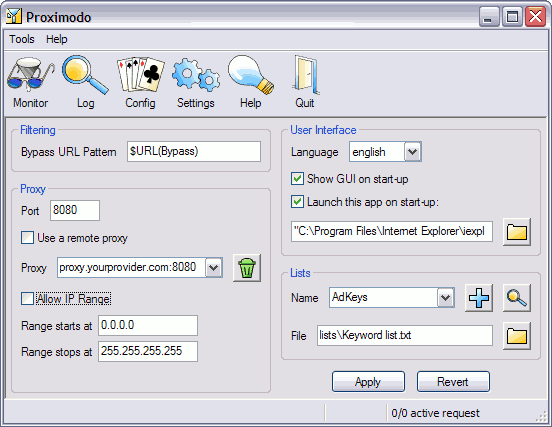 Proximodo
Tools Help
Monitor Log Config Settings Help Quit
Filtering
Bypass URL Pattern $URL(Bypass)
Proxy
Port 8080
Use a remote proxy
Proxy proxy.yourprovider.com:8080
Allow IP Range
Range starts at 0.0.0.0
Range stops at 255.255.255.255
User Interface
Language english
Show GUI on start-up
Launch this app on start-up:
"C:\Program Files\Internet Explorer\iexpl
Lists
Name AdKeys
File lists\Keyword list.txt
Apply Revert
0/0 active request